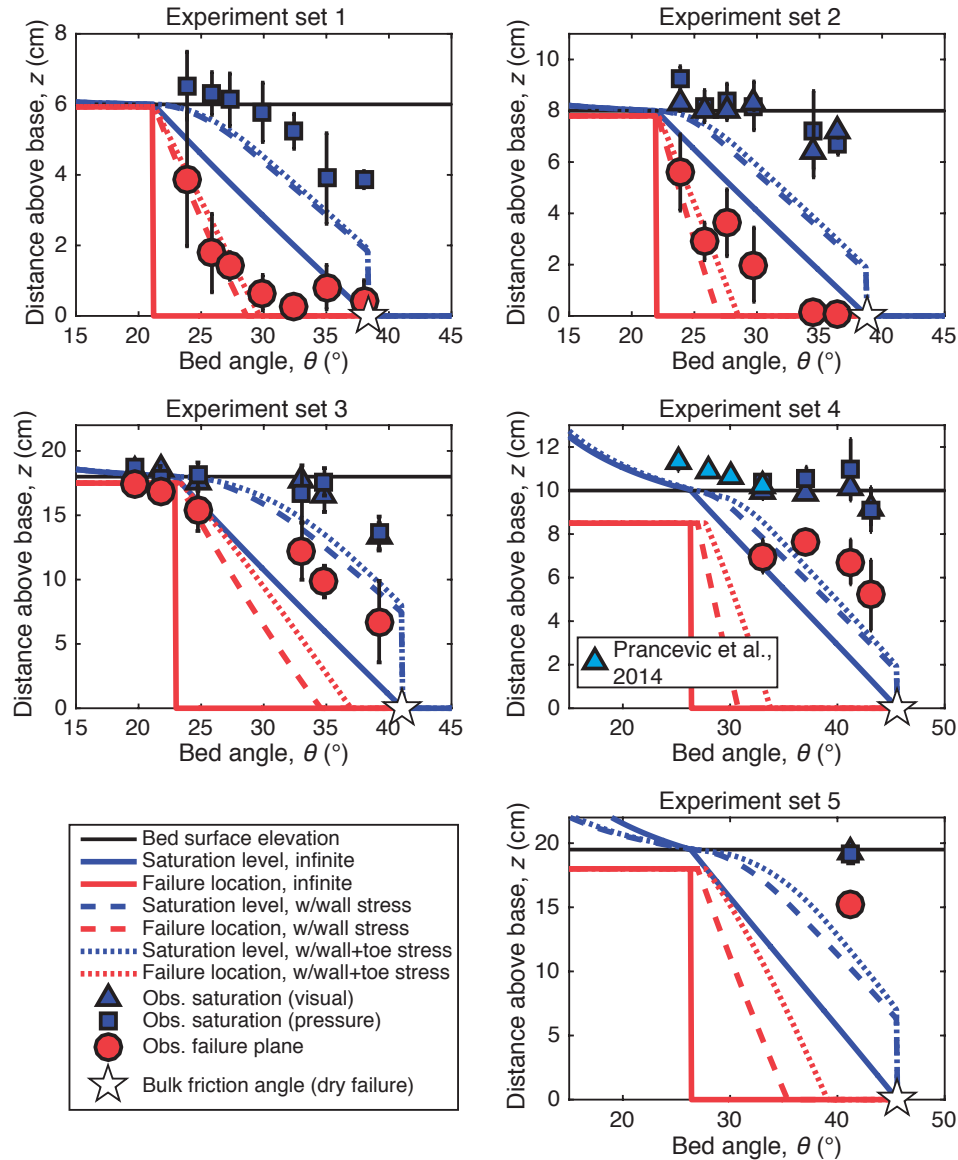 Experiment set 1
Distance above base, z (cm)
8
6
4
2
0
15 20 25 30 35 40 45
Bed angle, θ (°)
Experiment set 2
Distance above base, z (cm)
10
8
6
4
2
0
15 20 25 30 35 40 45
Bed angle, θ (°)
Experiment set 3
Distance above base, z (cm)
20
15
10
5
0
15 20 25 30 35 40 45
Bed angle, θ (°)
Experiment set 4
Distance above base, z (cm)
12
10
8
6
4
2
0
Prancevic et al.,
2014
20 30 40 50
Bed angle, θ (°)
Bed surface elevation
Saturation level, infinite
Failure location, infinite
Saturation level, w/wall stress
Failure location, w/wall stress
Saturation level, w/wall+toe stress
Failure location, w/wall+toe stress
Obs. saturation (visual)
Obs. saturation (pressure)
Obs. failure plane
Bulk friction angle (dry failure)
Experiment set 5
Distance above base, z (cm)
20
15
10
5
0
20 30 40 50
Bed angle, θ (°)